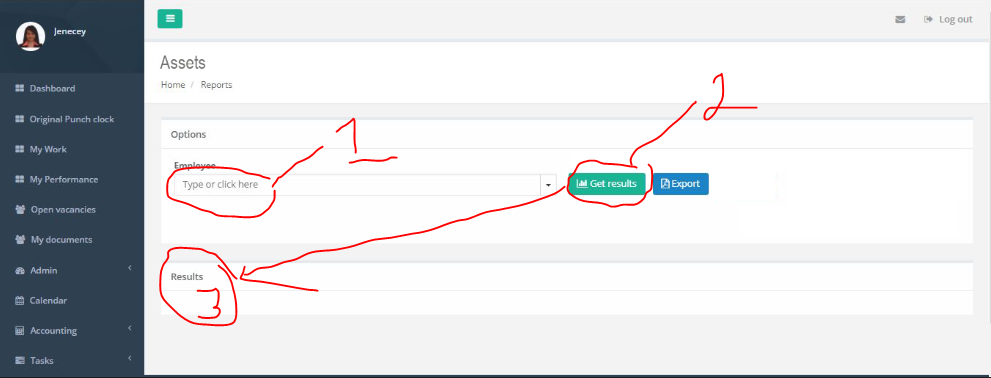 Jenecey
Log out
Assets
Home / Reports
Dashboard
Original Punch clock
My Work
My Performance
Open vacancies
My documents
Admin
Calendar
Accounting
Tasks
2
1
Options
Employee
Type or click here
Get results
Export
Results
3